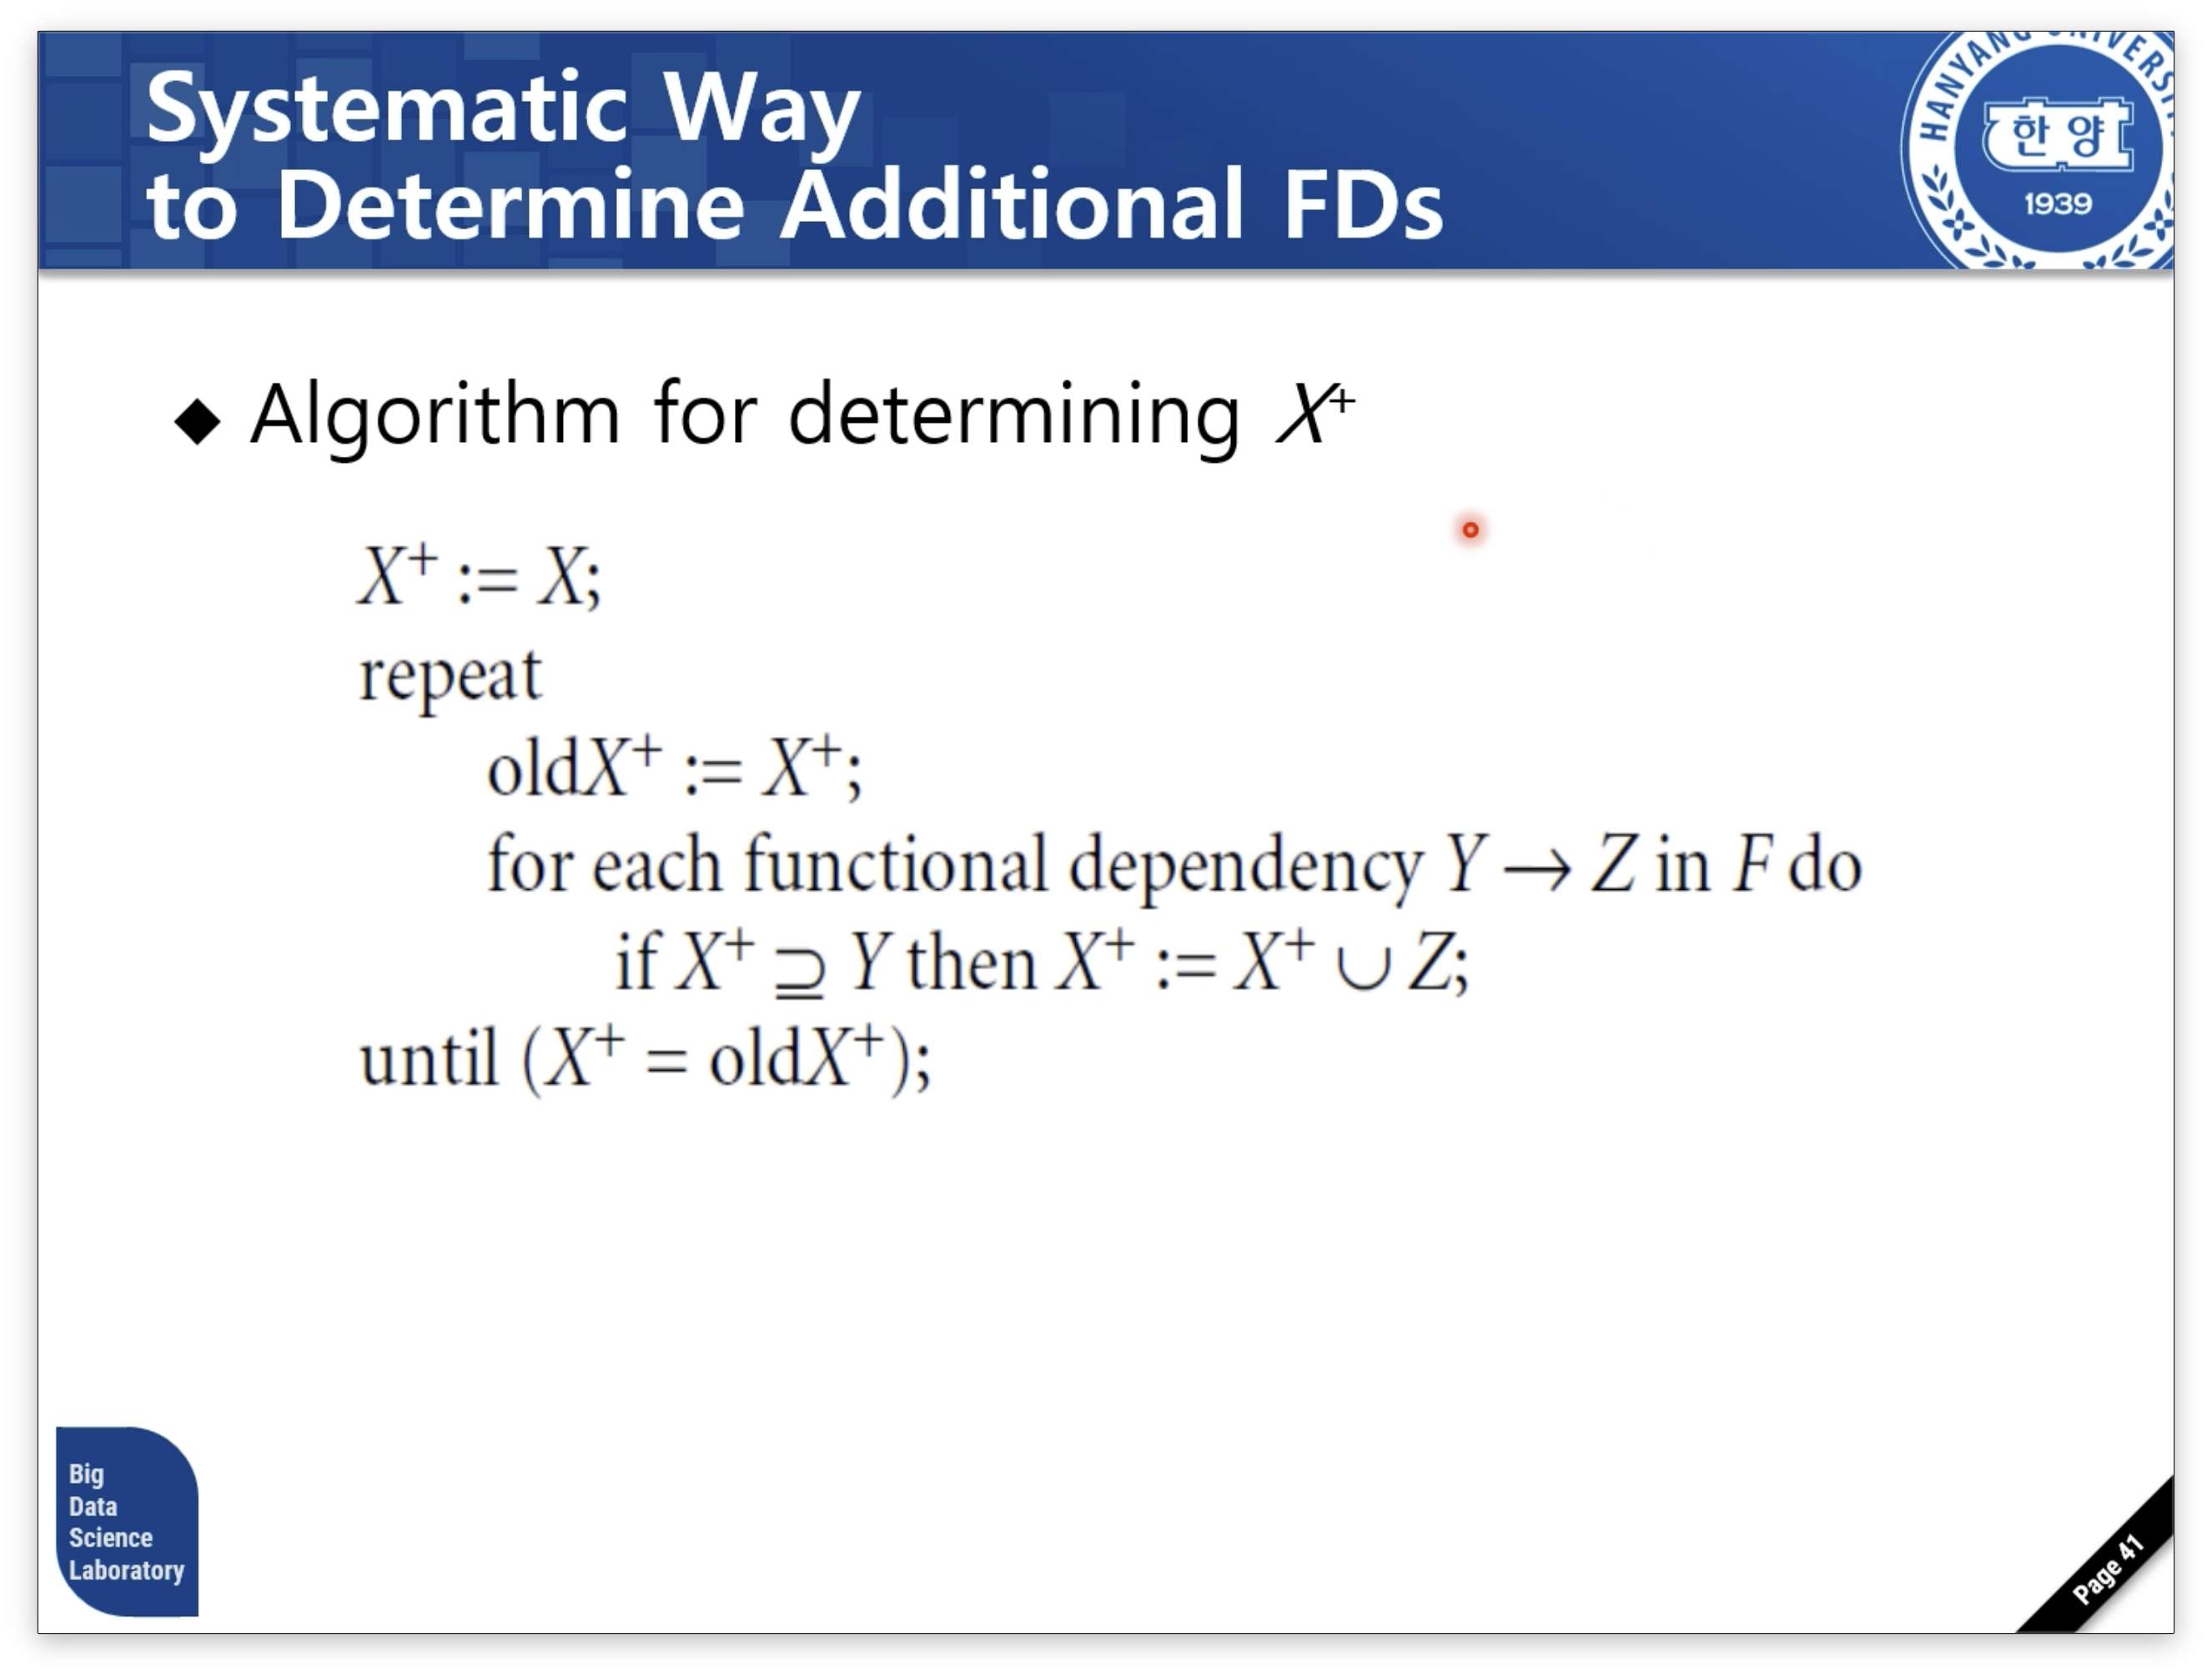 Systematic Way
to Determine Additional FDs
HANYANG UNIVERSI
한양
1939
◆ Algorithm for determining X⁺
X⁺ := X;
repeat
oldX⁺ := X⁺;
for each functional dependency Y → Z in F do
if X⁺ ⊇ Y then X⁺ := X⁺ ∪ Z;
until (X⁺ = oldX⁺);
Big
Data
Science
Laboratory
Page 41